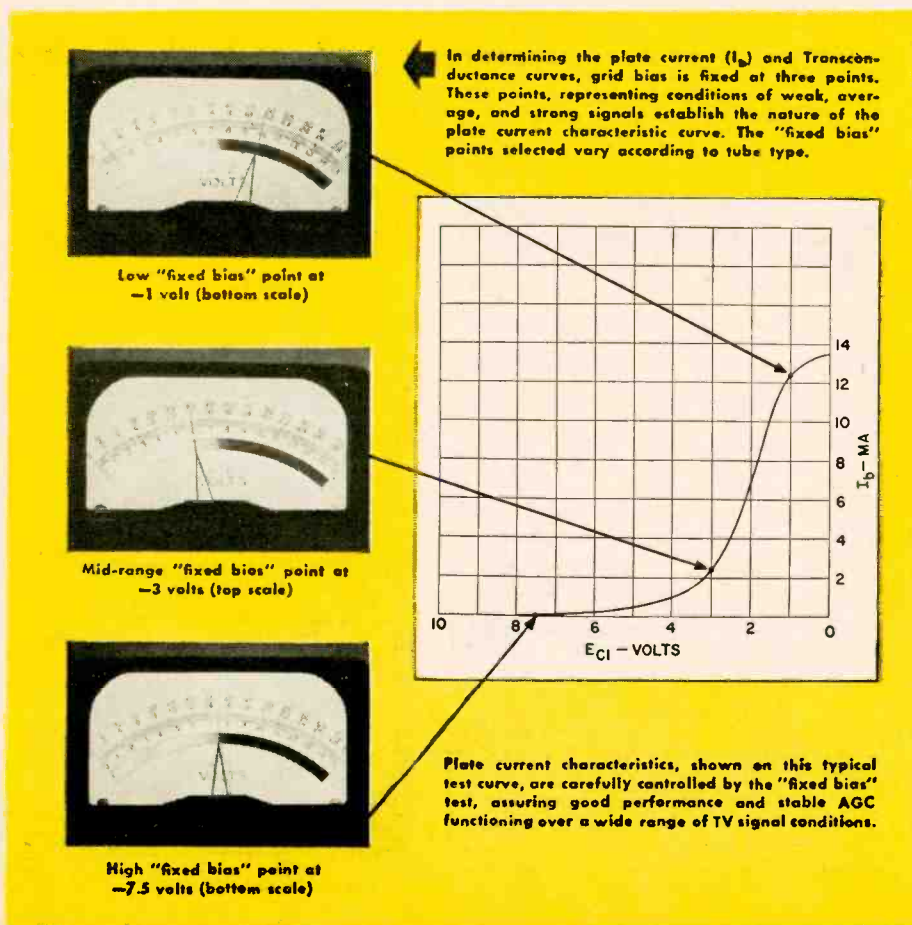 In determining the plate current (Ib) and Transcon-
ductance curves, grid bias is fixed at three points.
These points, representing conditions of weak, aver-
age, and strong signals establish the nature of the
plate current characteristic curve. The "fixed bias"
points selected vary according to tube type.
VOLTS
Low "fixed bias" point at
—1 volt (bottom scale)
Mid-range "fixed bias" point at
—3 volts (top scale)
High "fixed bias" point at
—7.5 volts (bottom scale)
14
12
10
8
6
4
2
Ib – MA
10 8 6 4 2 0
EC1 – VOLTS
Plate current characteristics, shown on this typical
test curve, are carefully controlled by the "fixed bias"
test, assuring good performance and stable AGC
functioning over a wide range of TV signal conditions.